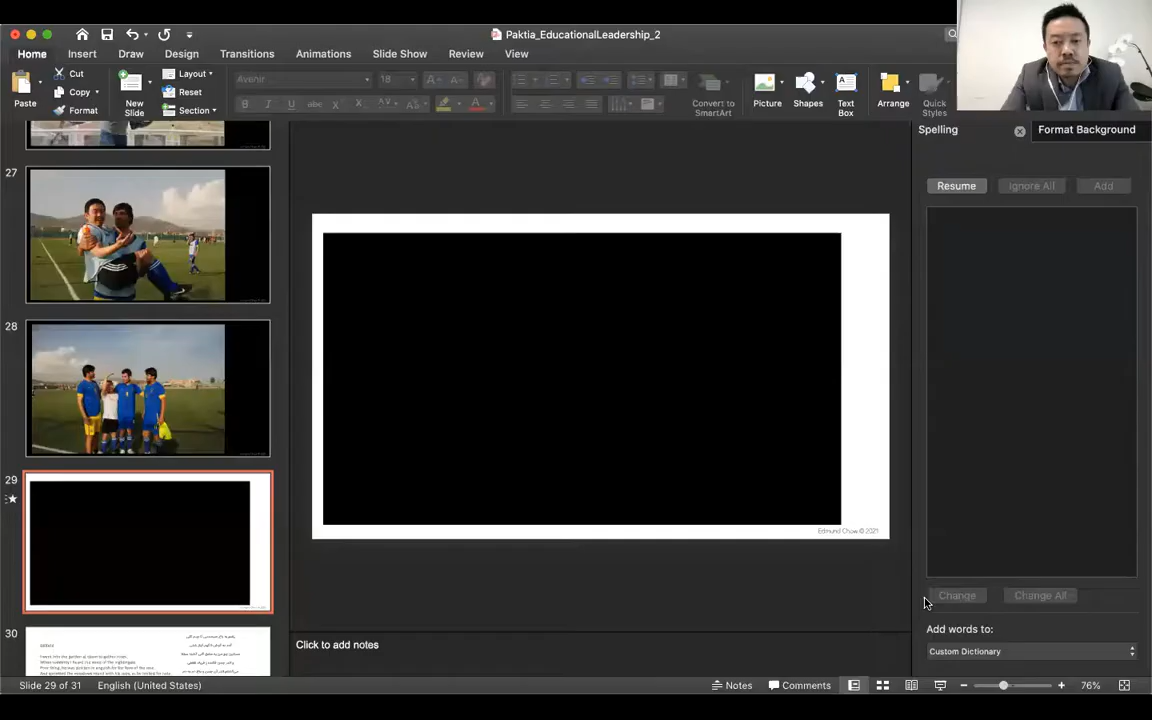 Paktia_EducationalLeadership_2
Home Insert Draw Design Transitions Animations Slide Show Review View
Paste
Cut
Copy
Format
New Slide
Layout
Reset
Section
Avenir 18
Convert to SmartArt
Picture
Shapes
Text Box
Arrange
Quick Styles
Spelling
Format Background
Resume
Ignore All
Add
27
28
29
30
Edmund Chow © 2021
Change
Change All
Add words to:
Custom Dictionary
Click to add notes
Slide 29 of 31
English (United States)
Notes
Comments
76%